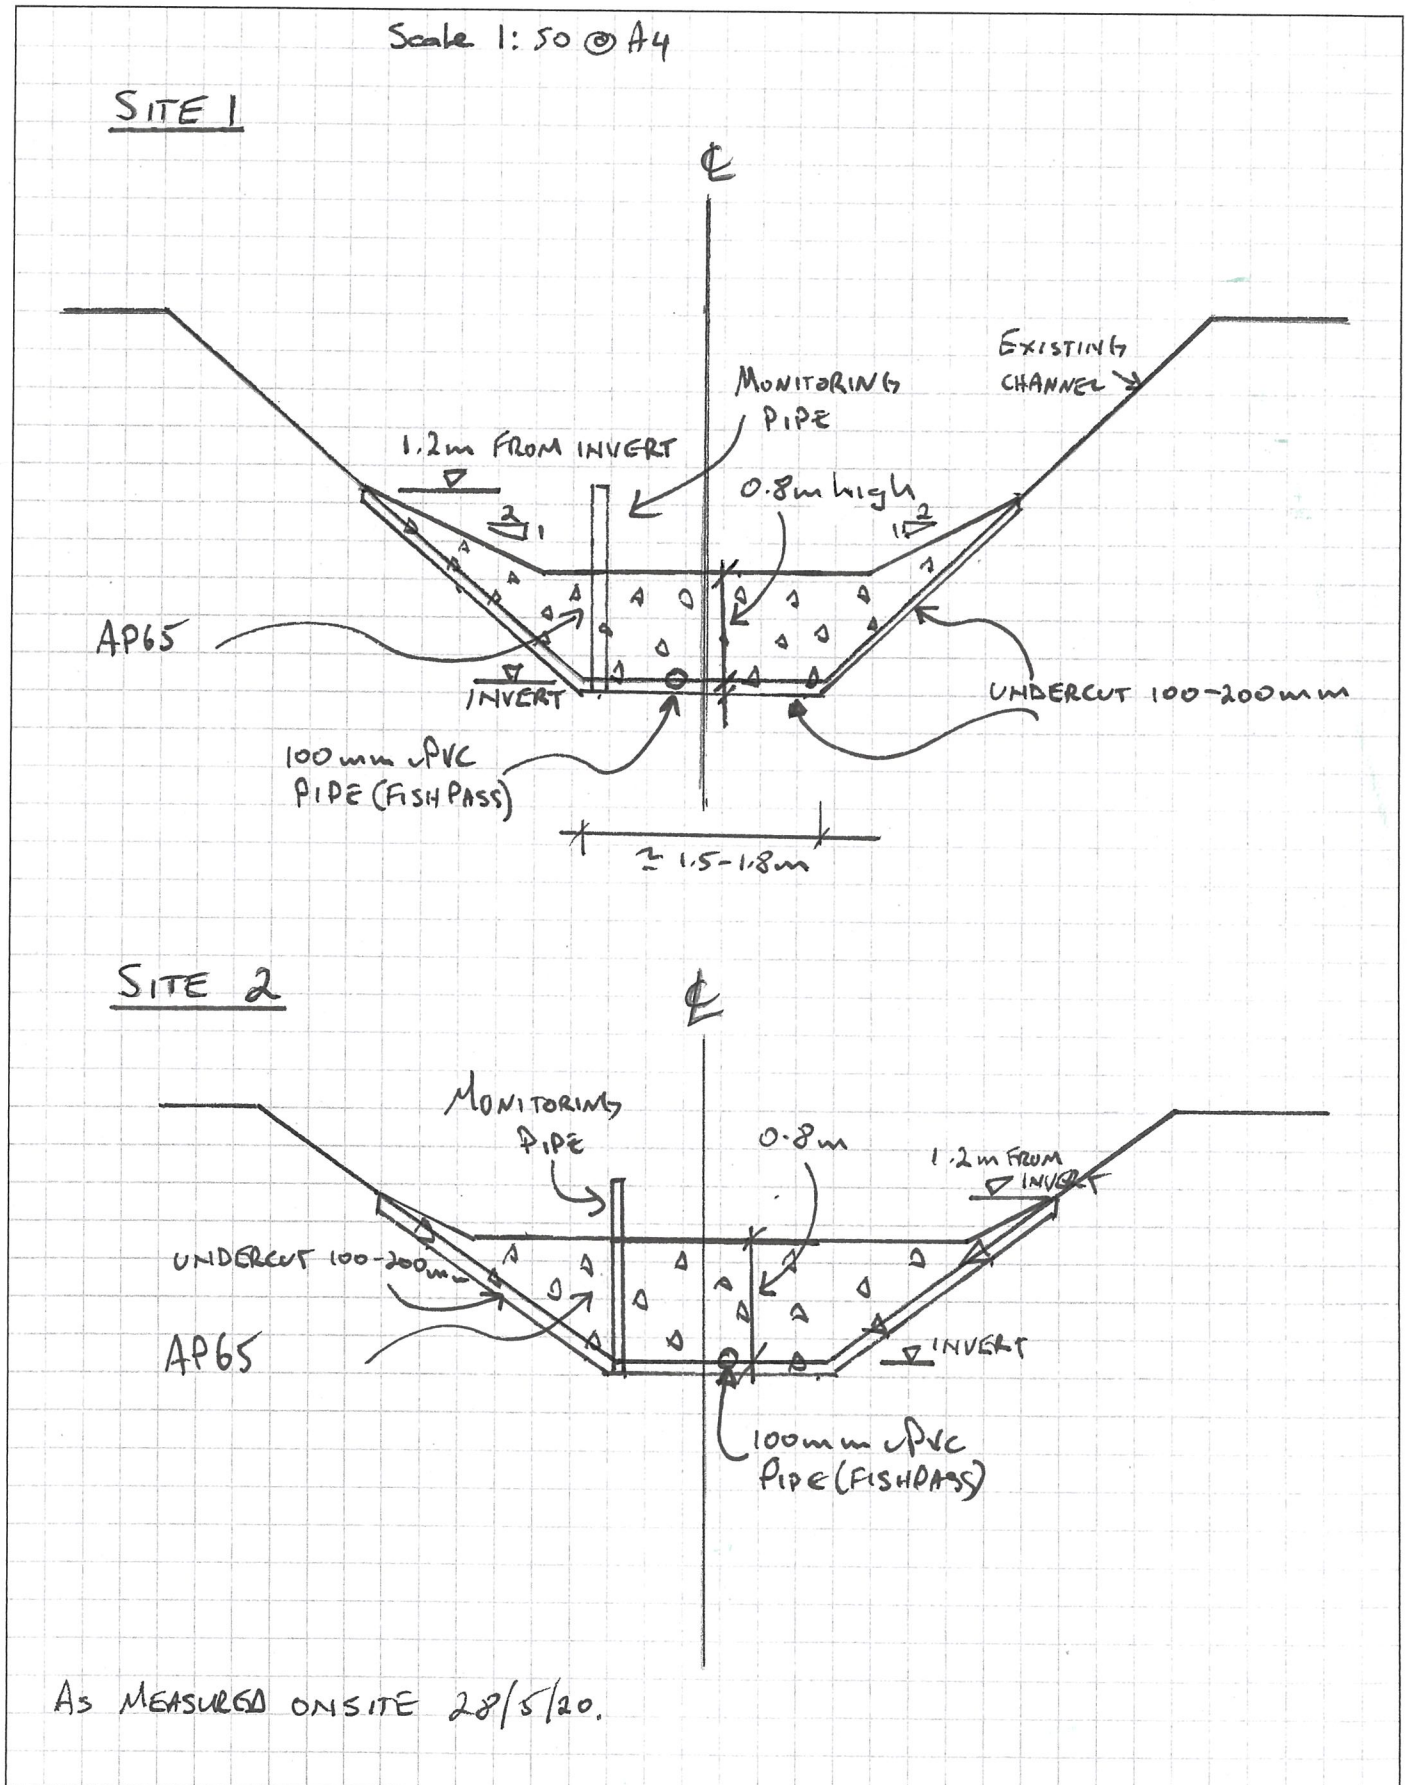 Scale 1:50 @ A4
SITE 1
℄
EXISTING
CHANNEL
MONITORING
PIPE
1.2m FROM INVERT
0.8m high
2
1
2
1
AP65
INVERT
UNDERCUT 100-200mm
100mm uPVC
PIPE (FISH PASS)
≃ 1.5-1.8m
SITE 2
℄
MONITORING
PIPE
0.8m
1.2m FROM
INVERT
UNDERCUT 100-200mm
AP65
INVERT
100mm uPVC
PIPE (FISHPASS)
AS MEASURED ONSITE 28/5/20.